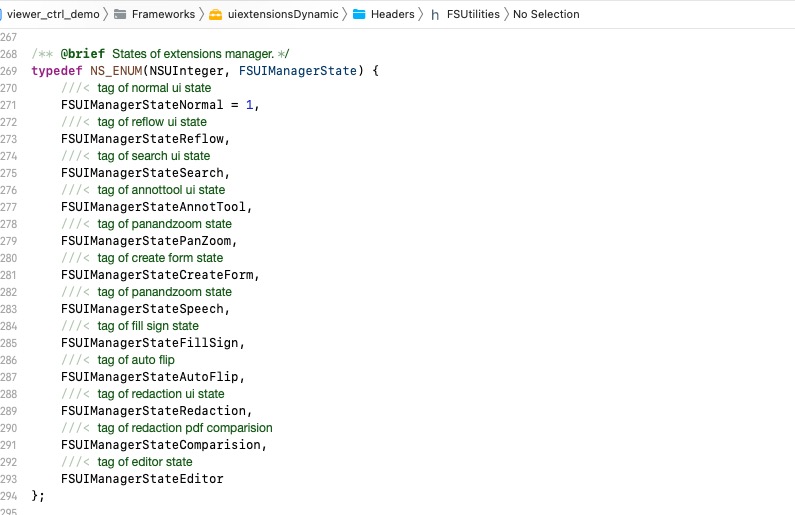 viewer_ctrl_demo > Frameworks > uiextensionsDynamic > Headers > h FSUtilities > No Selection
267
268 /** @brief States of extensions manager. */
269 typedef NS_ENUM(NSUInteger, FSUIManagerState) {
270 ///< tag of normal ui state
271 FSUIManagerStateNormal = 1,
272 ///< tag of reflow ui state
273 FSUIManagerStateReflow,
274 ///< tag of search ui state
275 FSUIManagerStateSearch,
276 ///< tag of annottool ui state
277 FSUIManagerStateAnnotTool,
278 ///< tag of panandzoom state
279 FSUIManagerStatePanZoom,
280 ///< tag of create form state
281 FSUIManagerStateCreateForm,
282 ///< tag of panandzoom state
283 FSUIManagerStateSpeech,
284 ///< tag of fill sign state
285 FSUIManagerStateFillSign,
286 ///< tag of auto flip
287 FSUIManagerStateAutoFlip,
288 ///< tag of redaction ui state
289 FSUIManagerStateRedaction,
290 ///< tag of redaction pdf comparision
291 FSUIManagerStateComparision,
292 ///< tag of editor state
293 FSUIManagerStateEditor
294 };
295